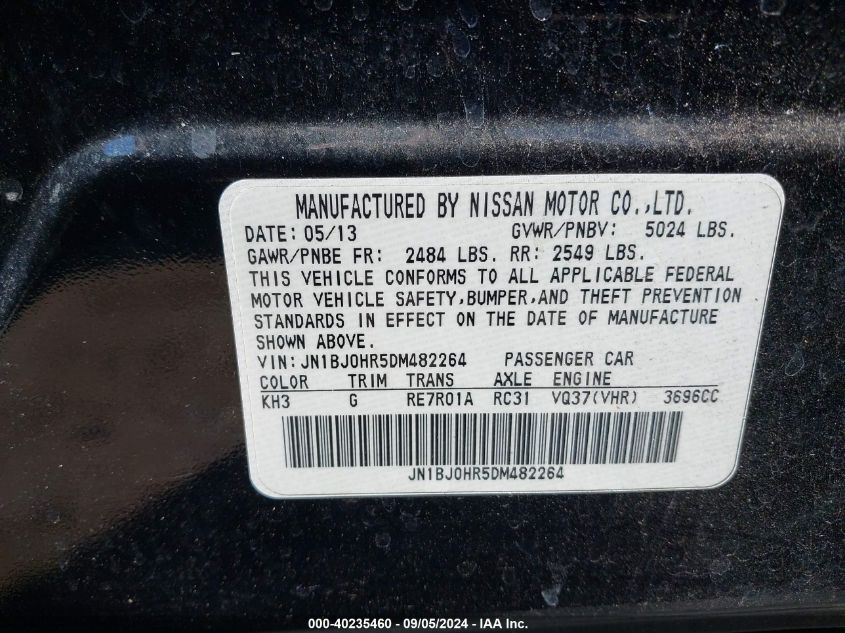 MANUFACTURED BY NISSAN MOTOR CO.,LTD.
DATE: 05/13 GVWR/PNBV: 5024 LBS.
GAWR/PNBE FR: 2484 LBS. RR: 2549 LBS.
THIS VEHICLE CONFORMS TO ALL APPLICABLE FEDERAL
MOTOR VEHICLE SAFETY,BUMPER,AND THEFT PREVENTION
STANDARDS IN EFFECT ON THE DATE OF MANUFACTURE
SHOWN ABOVE.
VIN: JN1BJ0HR5DM482264 PASSENGER CAR
COLOR TRIM TRANS AXLE ENGINE
KH3 G RE7R01A RC31 VQ37(VHR) 3696CC
JN1BJ0HR5DM482264
000-40235460 - 09/05/2024 - IAA Inc.